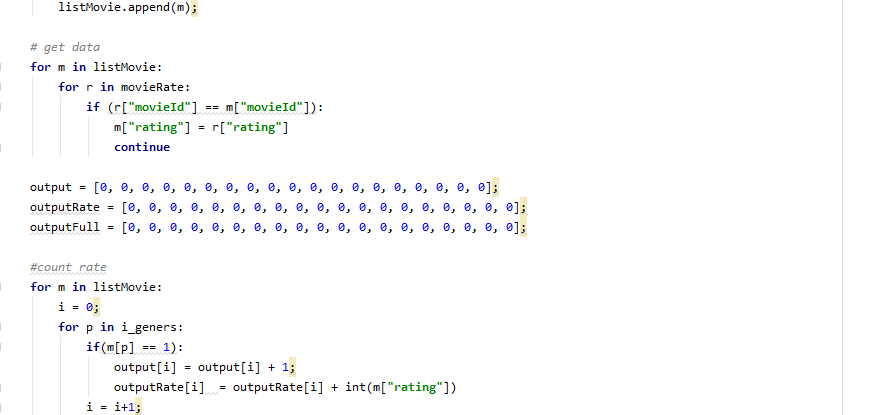 listMovie.append(m);
# get data
for m in listMovie:
for r in movieRate:
if (r["movieId"] == m["movieId"]):
m["rating"] = r["rating"]
continue
output = [0, 0, 0, 0, 0, 0, 0, 0, 0, 0, 0, 0, 0, 0, 0, 0, 0, 0, 0];
outputRate = [0, 0, 0, 0, 0, 0, 0, 0, 0, 0, 0, 0, 0, 0, 0, 0, 0, 0, 0];
outputFull = [0, 0, 0, 0, 0, 0, 0, 0, 0, 0, 0, 0, 0, 0, 0, 0, 0, 0, 0];
#count rate
for m in listMovie:
i = 0;
for p in i_geners:
if(m[p] == 1):
output[i] = output[i] + 1;
outputRate[i]  = outputRate[i] + int(m["rating"])
i = i+1;